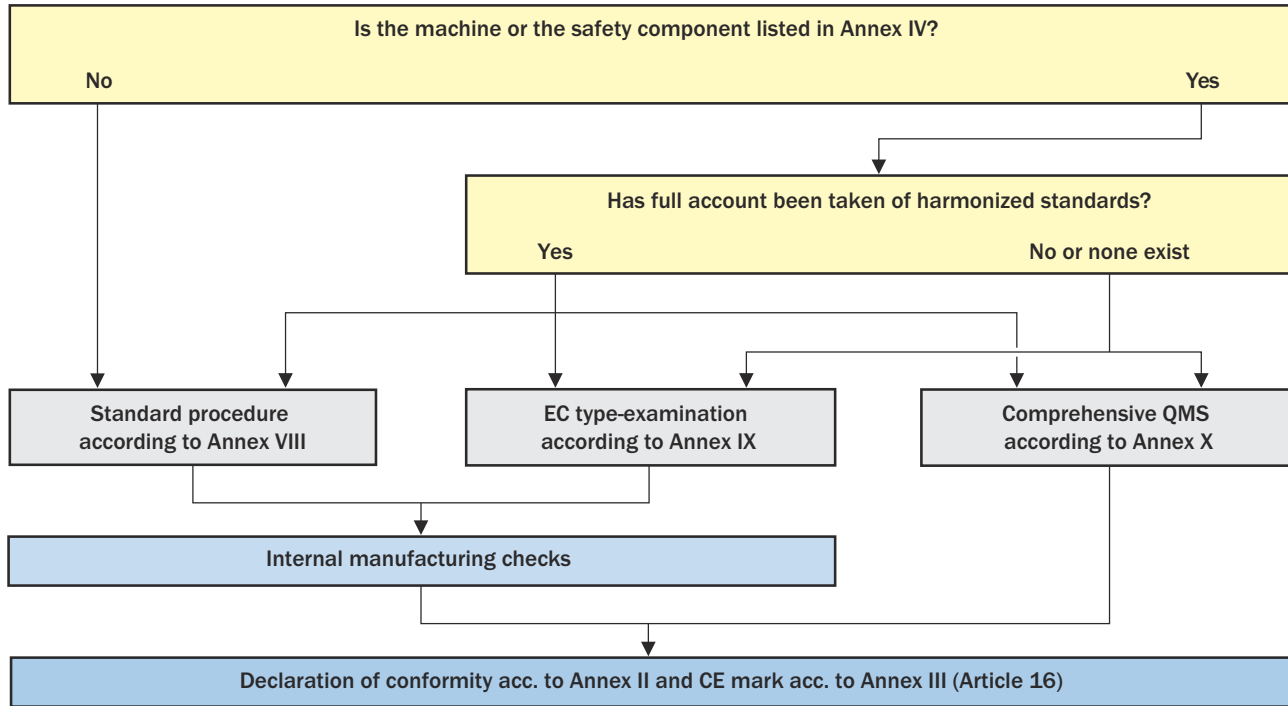 Is the machine or the safety component listed in Annex IV?
No
Yes
Has full account been taken of harmonized standards?
Yes
No or none exist
Standard procedure
according to Annex VIII
EC type-examination
according to Annex IX
Comprehensive QMS
according to Annex X
Internal manufacturing checks
Declaration of conformity acc. to Annex II and CE mark acc. to Annex III (Article 16)